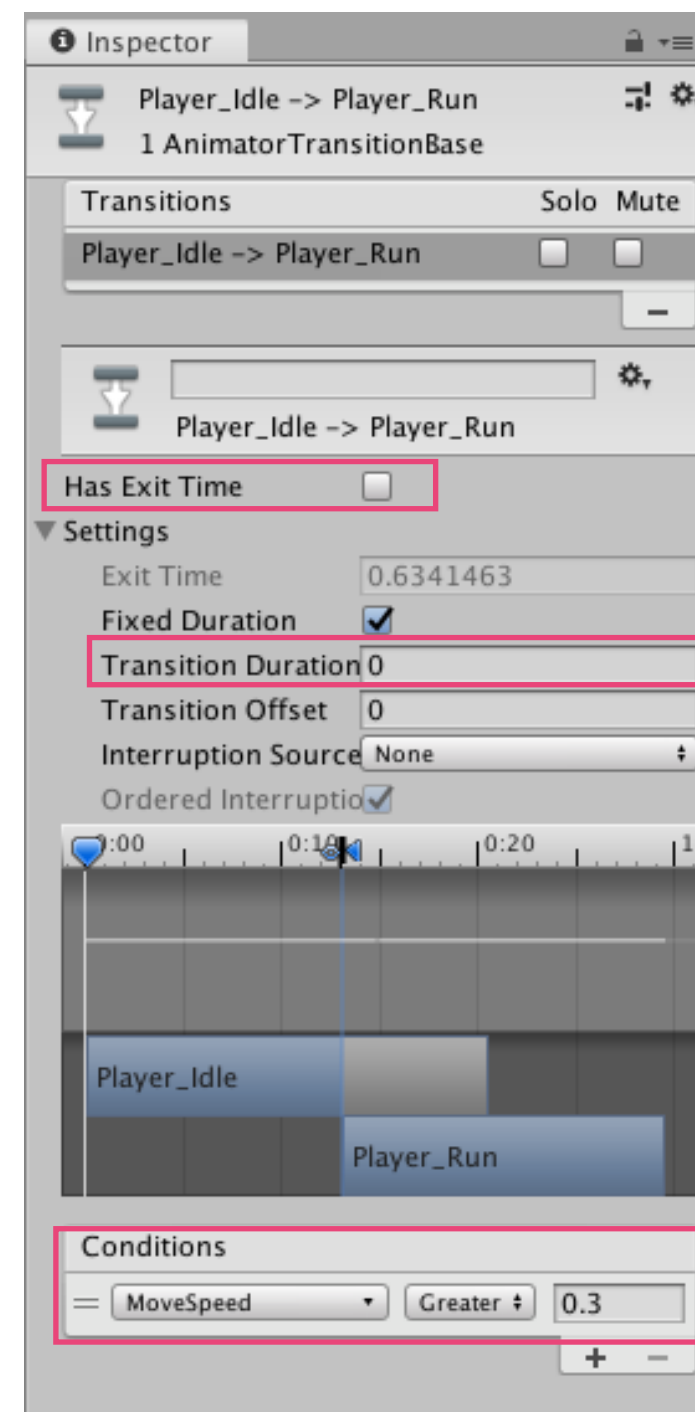 Inspector
Player_Idle -> Player_Run
1 AnimatorTransitionBase
Transitions Solo Mute
Player_Idle -> Player_Run
Player_Idle -> Player_Run
Has Exit Time
Settings
Exit Time 0.6341463
Fixed Duration
Transition Duration 0
Transition Offset 0
Interruption Source None
Ordered Interruptio
0:20
Player_Idle
Player_Run
Conditions
MoveSpeed Greater 0.3